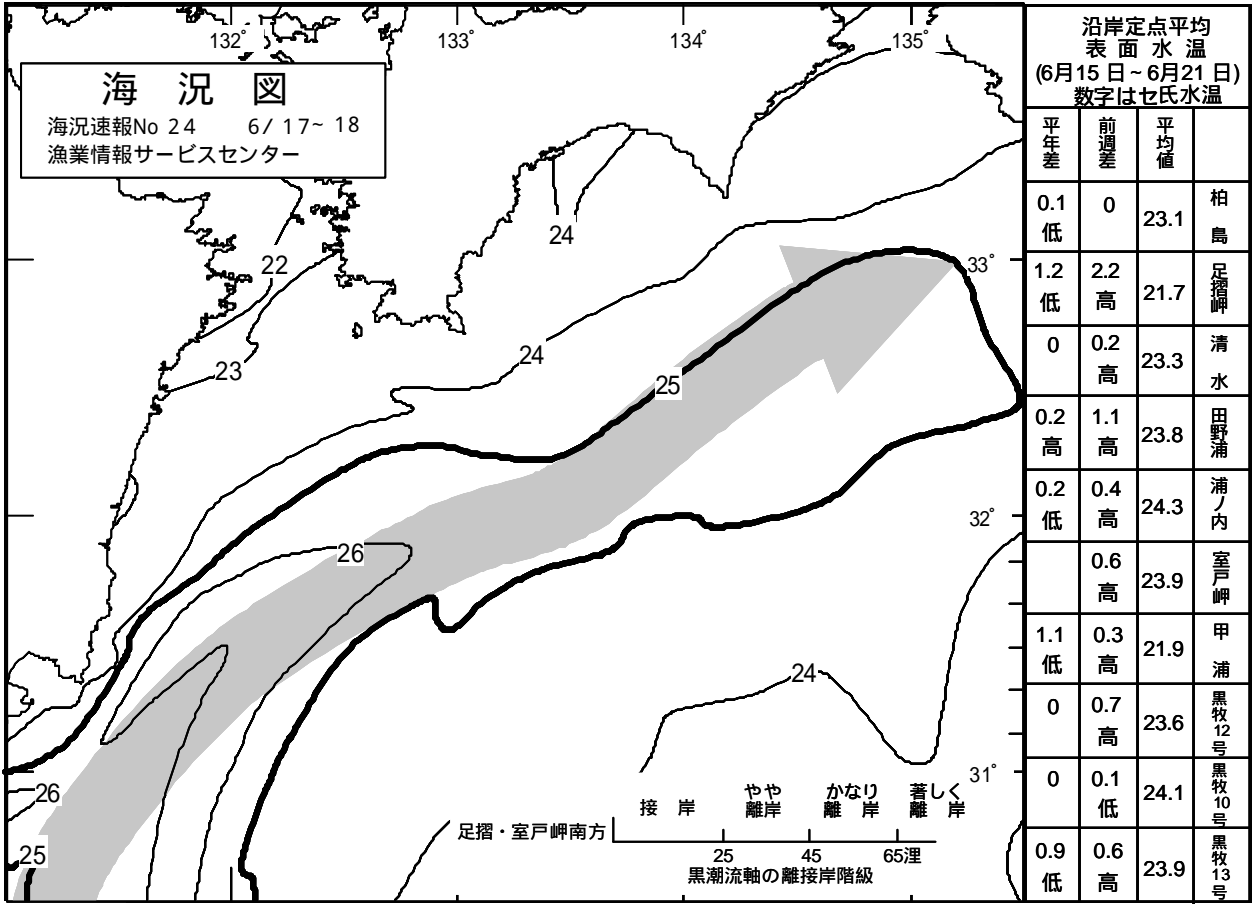 132°
133°
134°
135°
海況図
海況速報No 24 6/ 17~ 18
漁業情報サービスセンター
24
22
33°
24
23
25
32°
26
24
31°
26
25
接岸
やや離岸
かなり離岸
著しく離岸
足摺・室戸岬南方
25 45 65浬
黒潮流軸の離接岸階級
沿岸定点平均
表面水温
(6月15日~6月21日)
数字はセ氏水温
平年差 前週差 平均値
0.1低 0 23.1 柏島
1.2低 2.2高 21.7 足摺岬
0 0.2高 23.3 清水
0.2高 1.1高 23.8 田野浦
0.2低 0.4高 24.3 浦ノ内
0.6高 23.9 室戸岬
1.1低 0.3高 21.9 甲浦
0 0.7高 23.6 黒牧12号
0 0.1低 24.1 黒牧10号
0.9低 0.6高 23.9 黒牧13号